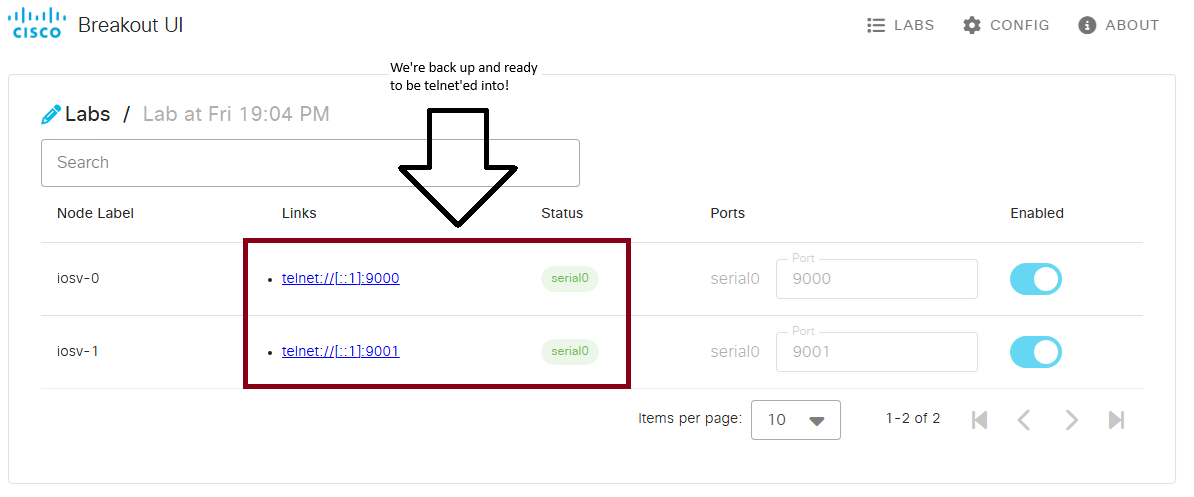 CISCO
Breakout UI
LABS
CONFIG
ABOUT
We're back up and ready
to be telnet'ed into!
Labs / Lab at Fri 19:04 PM
Search
Node Label Links Status Ports Enabled
iosv-0 • telnet://[::1]:9000 serial0 serial0 Port 9000
iosv-1 • telnet://[::1]:9001 serial0 serial0 Port 9001
Items per page: 10 1-2 of 2